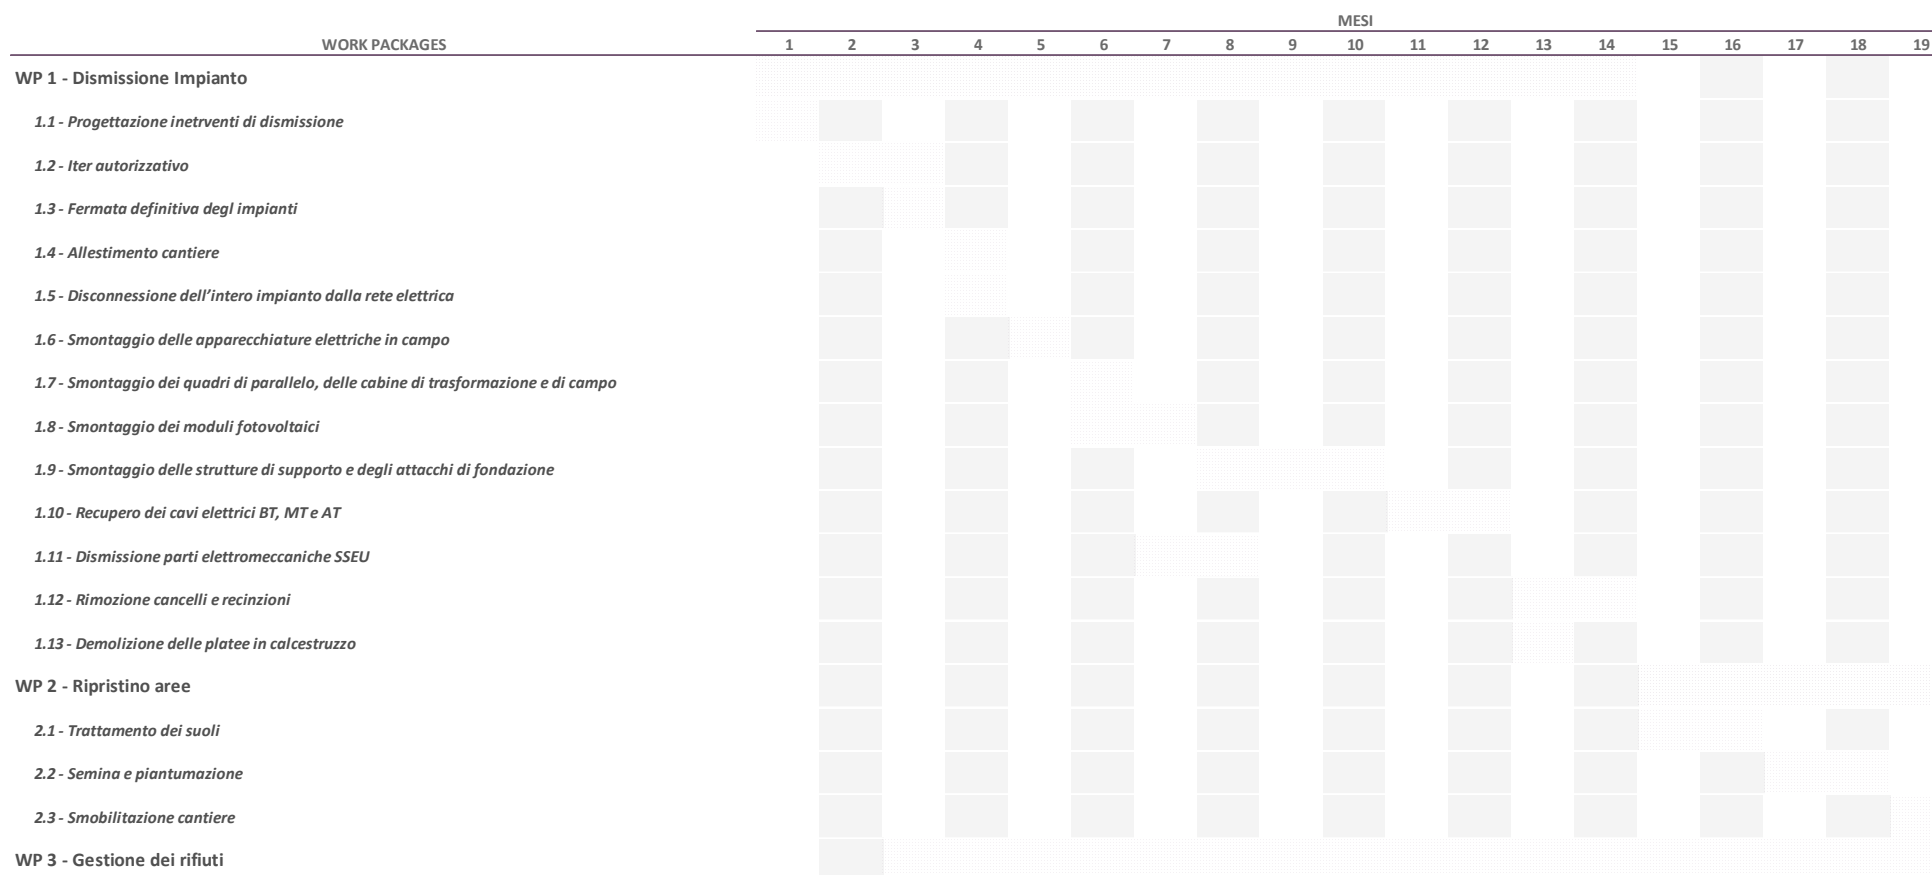 MESI
WORK PACKAGES 1 2 3 4 5 6 7 8 9 10 11 12 13 14 15 16 17 18 19
WP 1 - Dismissione Impianto
1.1 - Progettazione inetrventi di dismissione
1.2 - Iter autorizzativo
1.3 - Fermata definitiva degl impianti
1.4 - Allestimento cantiere
1.5 - Disconnessione dell’intero impianto dalla rete elettrica
1.6 - Smontaggio delle apparecchiature elettriche in campo
1.7 - Smontaggio dei quadri di parallelo, delle cabine di trasformazione e di campo
1.8 - Smontaggio dei moduli fotovoltaici
1.9 - Smontaggio delle strutture di supporto e degli attacchi di fondazione
1.10 - Recupero dei cavi elettrici BT, MT e AT
1.11 - Dismissione parti elettromeccaniche SSEU
1.12 - Rimozione cancelli e recinzioni
1.13 - Demolizione delle platee in calcestruzzo
WP 2 - Ripristino aree
2.1 - Trattamento dei suoli
2.2 - Semina e piantumazione
2.3 - Smobilitazione cantiere
WP 3 - Gestione dei rifiuti